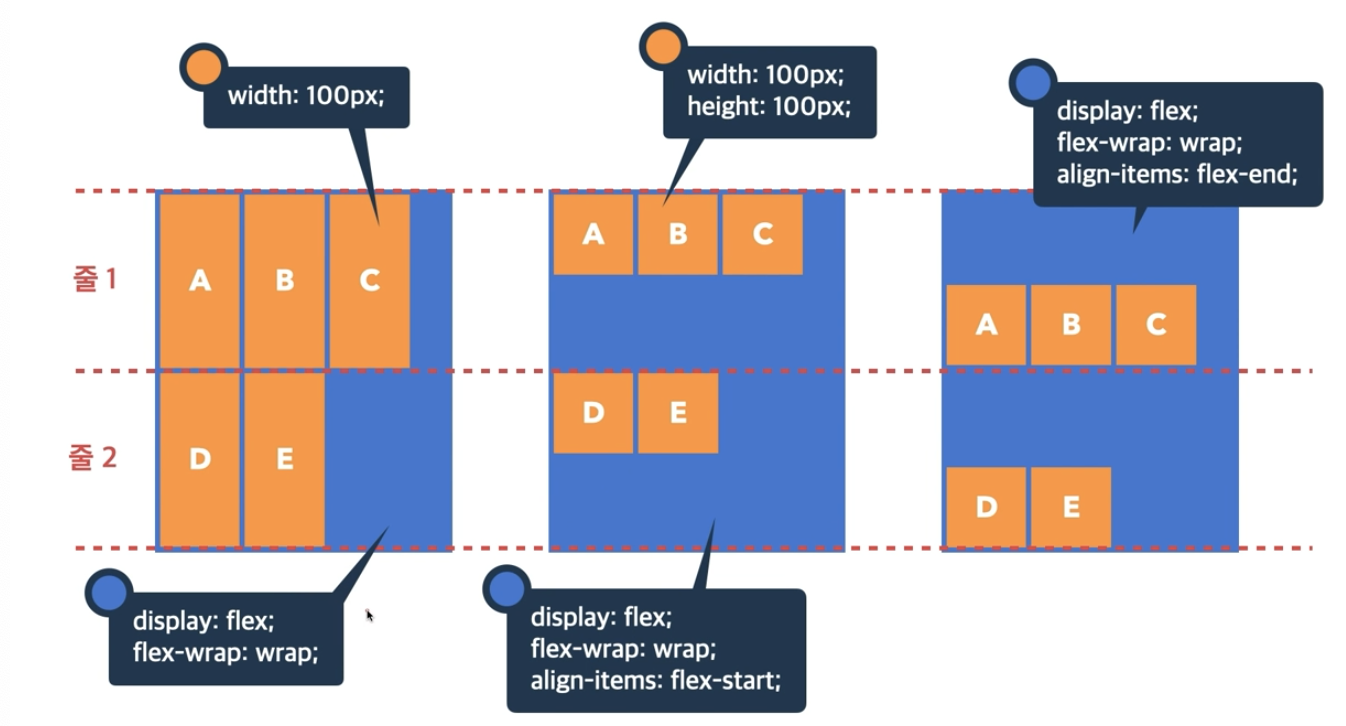 width: 100px;
width: 100px;
height: 100px;
display: flex;
flex-wrap: wrap;
align-items: flex-end;
줄 1
A B C
A B C
A B C
줄 2
D E
D E
D E
display: flex;
flex-wrap: wrap;
display: flex;
flex-wrap: wrap;
align-items: flex-start;